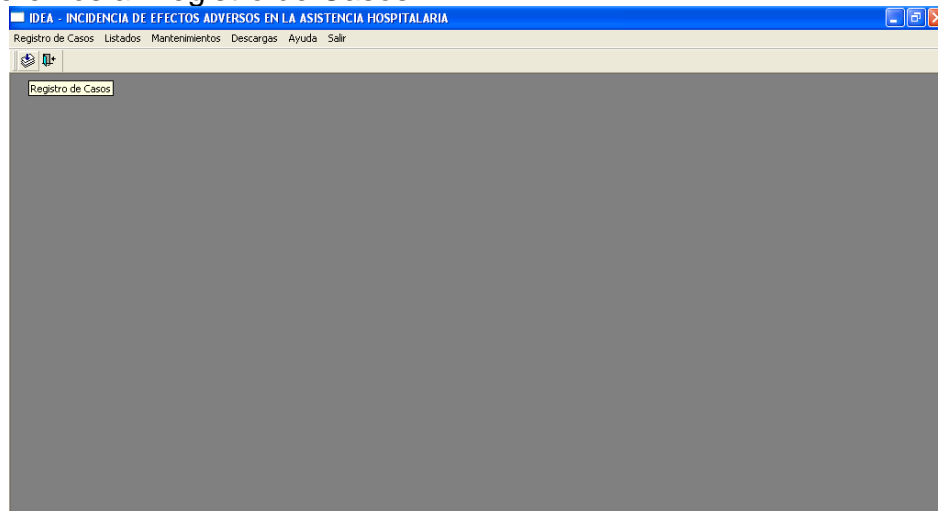 IDEA - INCIDENCIA DE EFECTOS ADVERSOS EN LA ASISTENCIA HOSPITALARIA
Registro de Casos Listados Mantenimientos Descargas Ayuda Salir
Registro de Casos